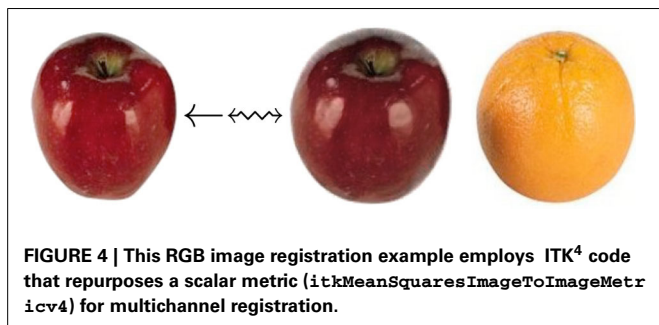 FIGURE 4 | This RGB image registration example employs ITK⁴ code
that repurposes a scalar metric (itkMeanSquaresImageToImageMetr
icv4) for multichannel registration.